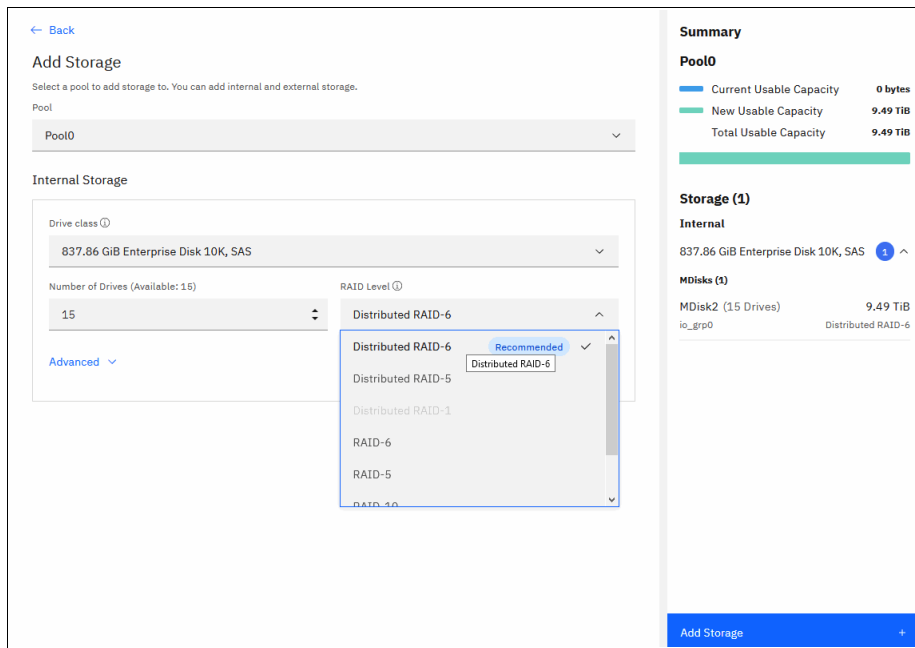 ← Back
Add Storage
Select a pool to add storage to. You can add internal and external storage.
Pool
Pool0
Internal Storage
Drive class
837.86 GiB Enterprise Disk 10K, SAS
Number of Drives (Available: 15)
RAID Level
15
Distributed RAID-6
Advanced
Distributed RAID-6 Recommended
Distributed RAID-6
Distributed RAID-5
Distributed RAID-1
RAID-6
RAID-5
RAID-10
Summary
Pool0
Current Usable Capacity 0 bytes
New Usable Capacity 9.49 TiB
Total Usable Capacity 9.49 TiB
Storage (1)
Internal
837.86 GiB Enterprise Disk 10K, SAS 1
MDisks (1)
MDisk2 (15 Drives) 9.49 TiB
io_grp0 Distributed RAID-6
Add Storage +